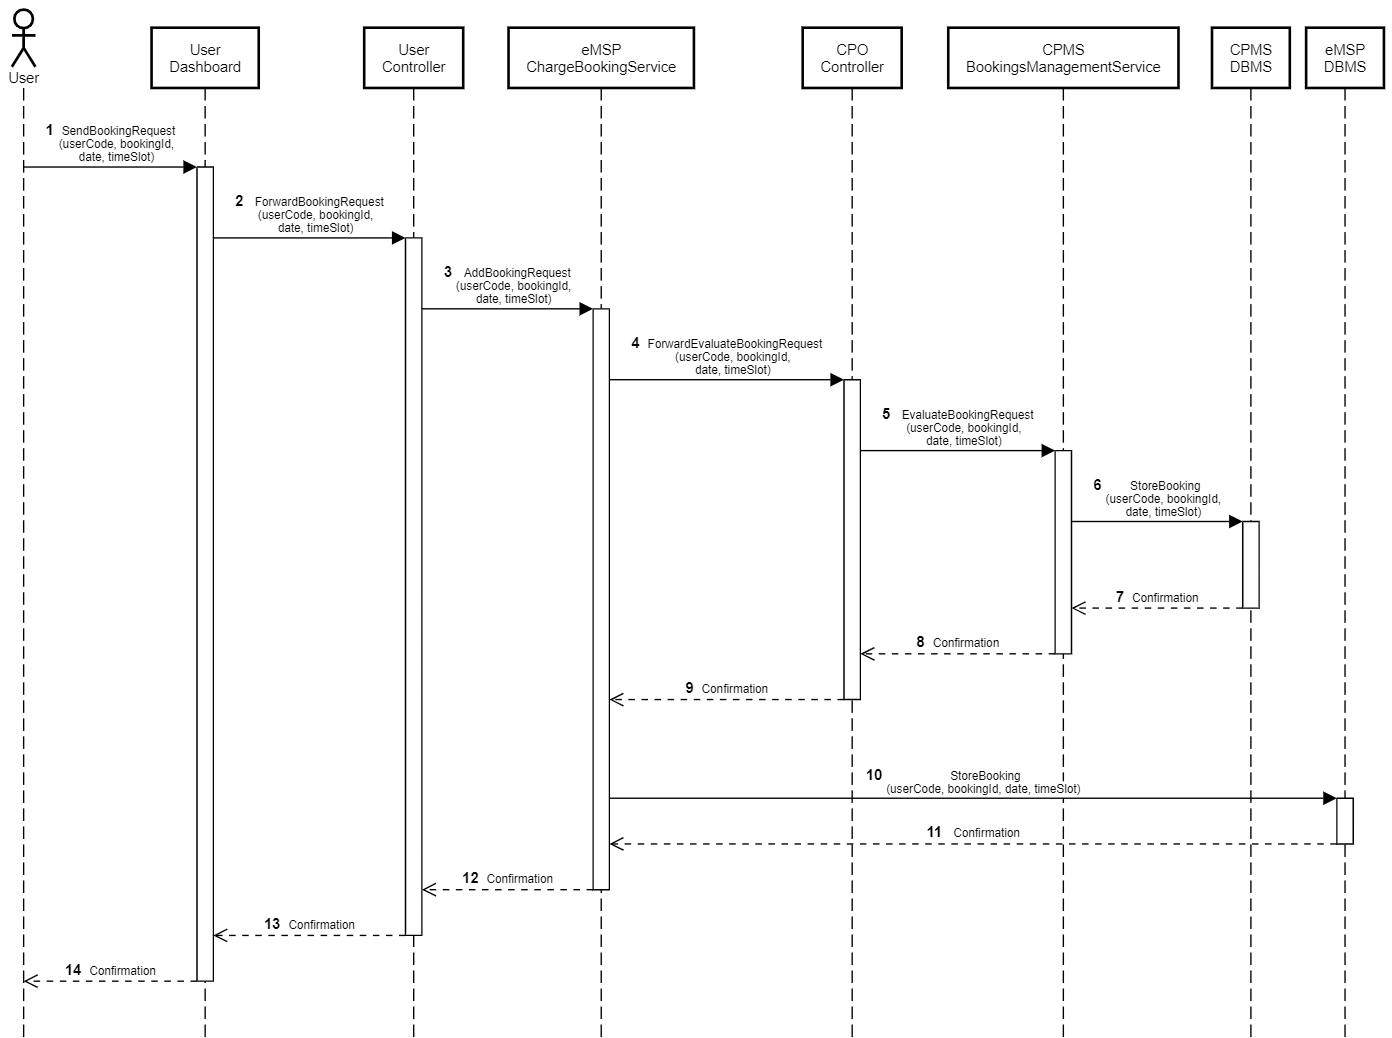 User
User
Dashboard
User
Controller
eMSP
ChargeBookingService
CPO
Controller
CPMS
BookingsManagementService
CPMS
DBMS
eMSP
DBMS
1 SendBookingRequest
(userCode, bookingId,
date, timeSlot)
2 ForwardBookingRequest
(userCode, bookingId,
date, timeSlot)
3 AddBookingRequest
(userCode, bookingId,
date, timeSlot)
4 ForwardEvaluateBookingRequest
(userCode, bookingId,
date, timeSlot)
5 EvaluateBookingRequest
(userCode, bookingId,
date, timeSlot)
6 StoreBooking
(userCode, bookingId,
date, timeSlot)
7 Confirmation
8 Confirmation
9 Confirmation
10 StoreBooking
(userCode, bookingId, date, timeSlot)
11 Confirmation
12 Confirmation
13 Confirmation
14 Confirmation